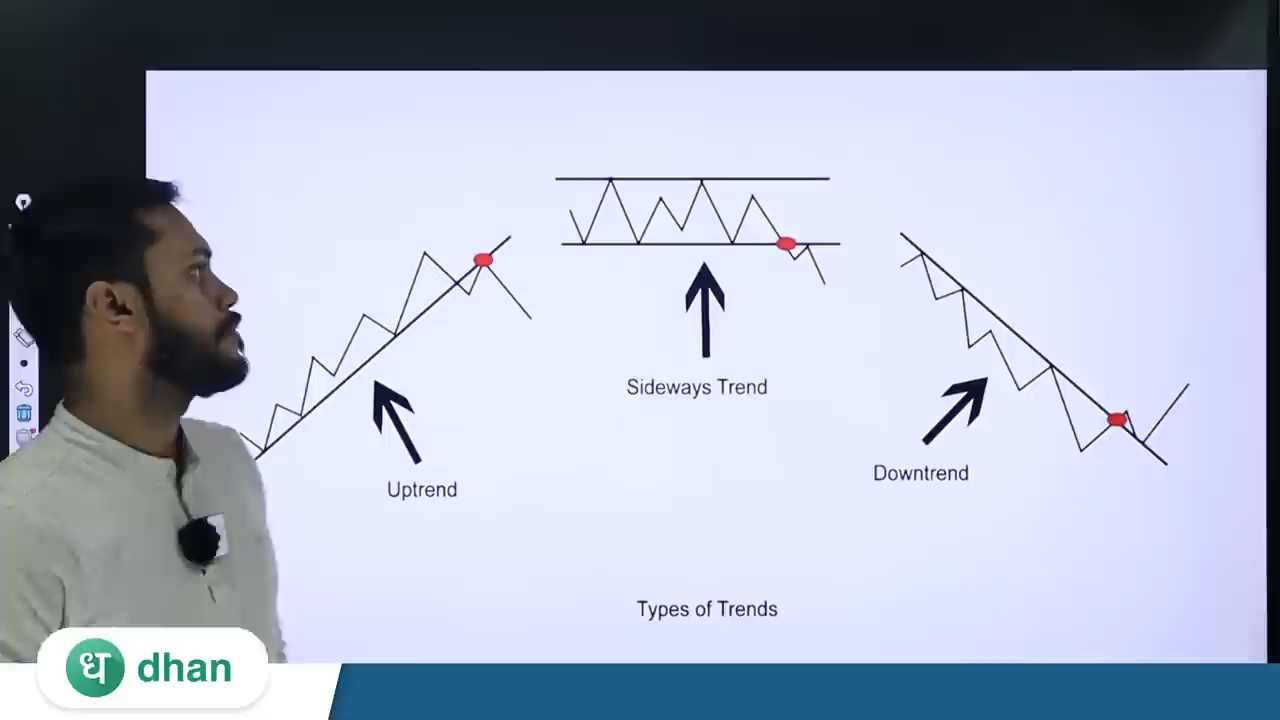 Sideways Trend
Downtrend
Uptrend
Types of Trends
ध dhan